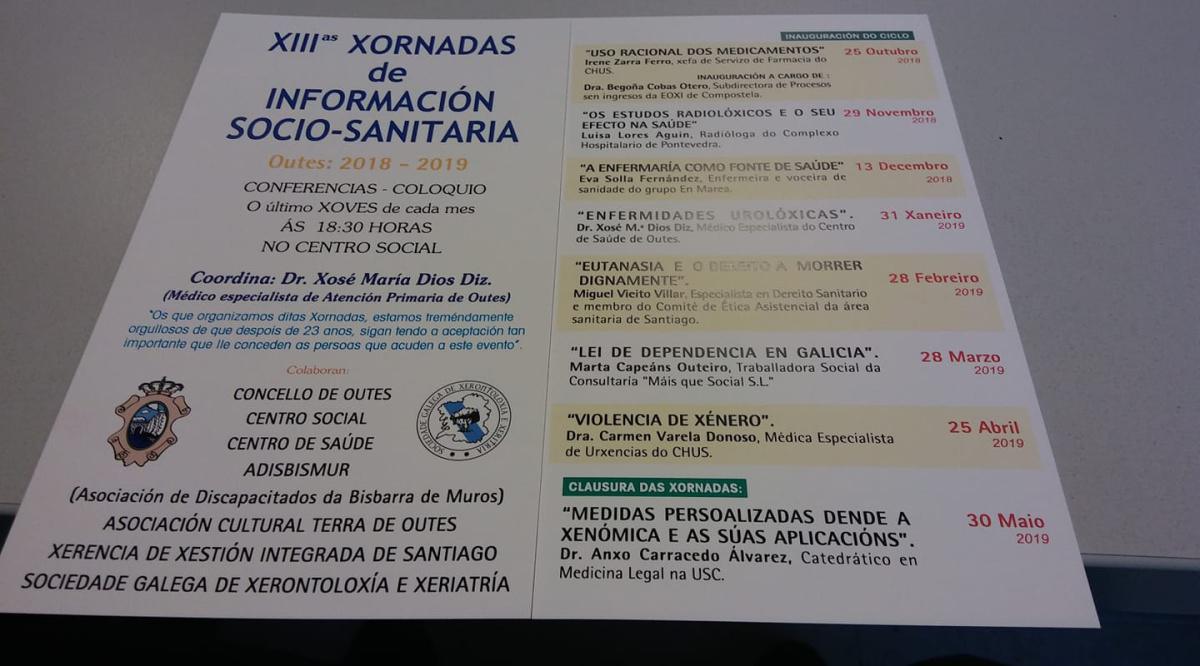 XIIIas XORNADAS
de
INFORMACIÓN
SOCIO-SANITARIA
Outes: 2018 – 2019
CONFERENCIAS - COLOQUIO
O último XOVES de cada mes
ÁS 18:30 HORAS
NO CENTRO SOCIAL
Coordina: Dr. Xosé María Dios Diz.
(Médico especialista de Atención Primaria de Outes)
"Os que organizamos ditas Xornadas, estamos treméndamente
orgullosos de que despois de 23 anos, sigan tendo a aceptación tan
importante que lle conceden as persoas que acuden a este evento".
Colaboran:
CONCELLO DE OUTES
CENTRO SOCIAL
CENTRO DE SAÚDE
ADISBISMUR
(Asociación de Discapacitados da Bisbarra de Muros)
ASOCIACIÓN CULTURAL TERRA DE OUTES
XERENCIA DE XESTIÓN INTEGRADA DE SANTIAGO
SOCIEDADE GALEGA DE XERONTOLOXÍA E XERIATRÍA
SOCIEDADE GALEGA DE XERONTOLOXIA E XERIATRIA
INAUGURACIÓN DO CICLO
"USO RACIONAL DOS MEDICAMENTOS" 25 Outubro
Irene Zarra Ferro, xefa de Servizo de Farmacia do 2018
CHUS.
INAUGURACIÓN A CARGO DE :
Dra. Begoña Cobas Otero, Subdirectora de Procesos
sen ingresos da EOXI de Compostela.
"OS ESTUDOS RADIOLÓXICOS E O SEU 29 Novembro
EFECTO NA SAÚDE" 2018
Luisa Lores Aguin, Radióloga do Complexo
Hospitalario de Pontevedra.
"A ENFERMARÍA COMO FONTE DE SAÚDE" 13 Decembro
Eva Solla Fernández, Enfermeira e voceira de 2018
sanidade do grupo En Marea.
"ENFERMIDADES UROLÓXICAS". 31 Xaneiro
Dr. Xosé M.ª Dios Diz, Médico Especialista do Centro 2019
de Saúde de Outes.
"EUTANASIA E O DEREITO A MORRER
DIGNAMENTE". 28 Febreiro
Miguel Vieito Villar, Especialista en Dereito Sanitario 2019
e membro do Comité de Ética Asistencial da área
sanitaria de Santiago.
"LEI DE DEPENDENCIA EN GALICIA". 28 Marzo
Marta Capcáns Outeiro, Traballadora Social da 2019
Consultaria "Máis que Social S.L."
"VIOLENCIA DE XÉNERO". 25 Abril
Dra. Carmen Varela Donoso, Médica Especialista 2019
de Urxencias do CHUS.
CLAUSURA DAS XORNADAS:
"MEDIDAS PERSOALIZADAS DENDE A 30 Maio
XENÓMICA E AS SÚAS APLICACIÓNS". 2019
Dr. Anxo Carracedo Álvarez, Catedrático en
Medicina Legal na USC.